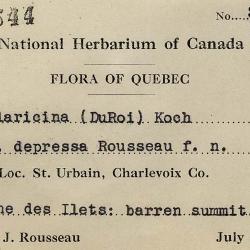 544 No.
National Herbarium of Canada
FLORA OF QUEBEC
laricina (DuRoi) Koch
depressa Rousseau f. n.
Loc. St. Urbain, Charlevoix Co.
des Ilets: barren summit
J. Rousseau July